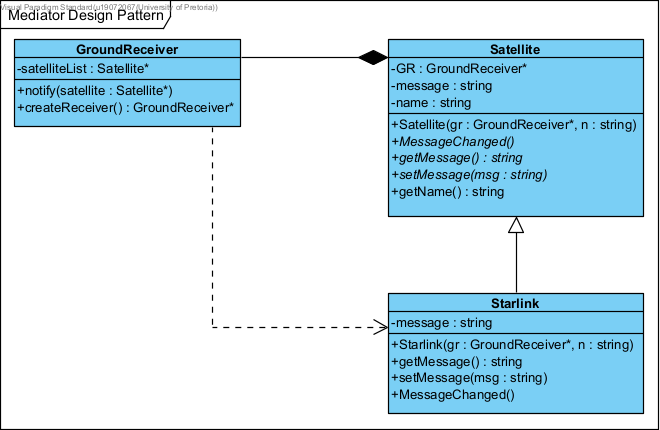 Visual Paradigm Standard(u19072067(University of Pretoria))
Mediator Design Pattern
GroundReceiver
-satelliteList : Satellite*
+notify(satellite : Satellite*)
+createReceiver() : GroundReceiver*
Satellite
-GR : GroundReceiver*
-message : string
-name : string
+Satellite(gr : GroundReceiver*, n : string)
+MessageChanged()
+getMessage() : string
+setMessage(msg : string)
+getName() : string
Starlink
-message : string
+Starlink(gr : GroundReceiver*, n : string)
+getMessage() : string
+setMessage(msg : string)
+MessageChanged()